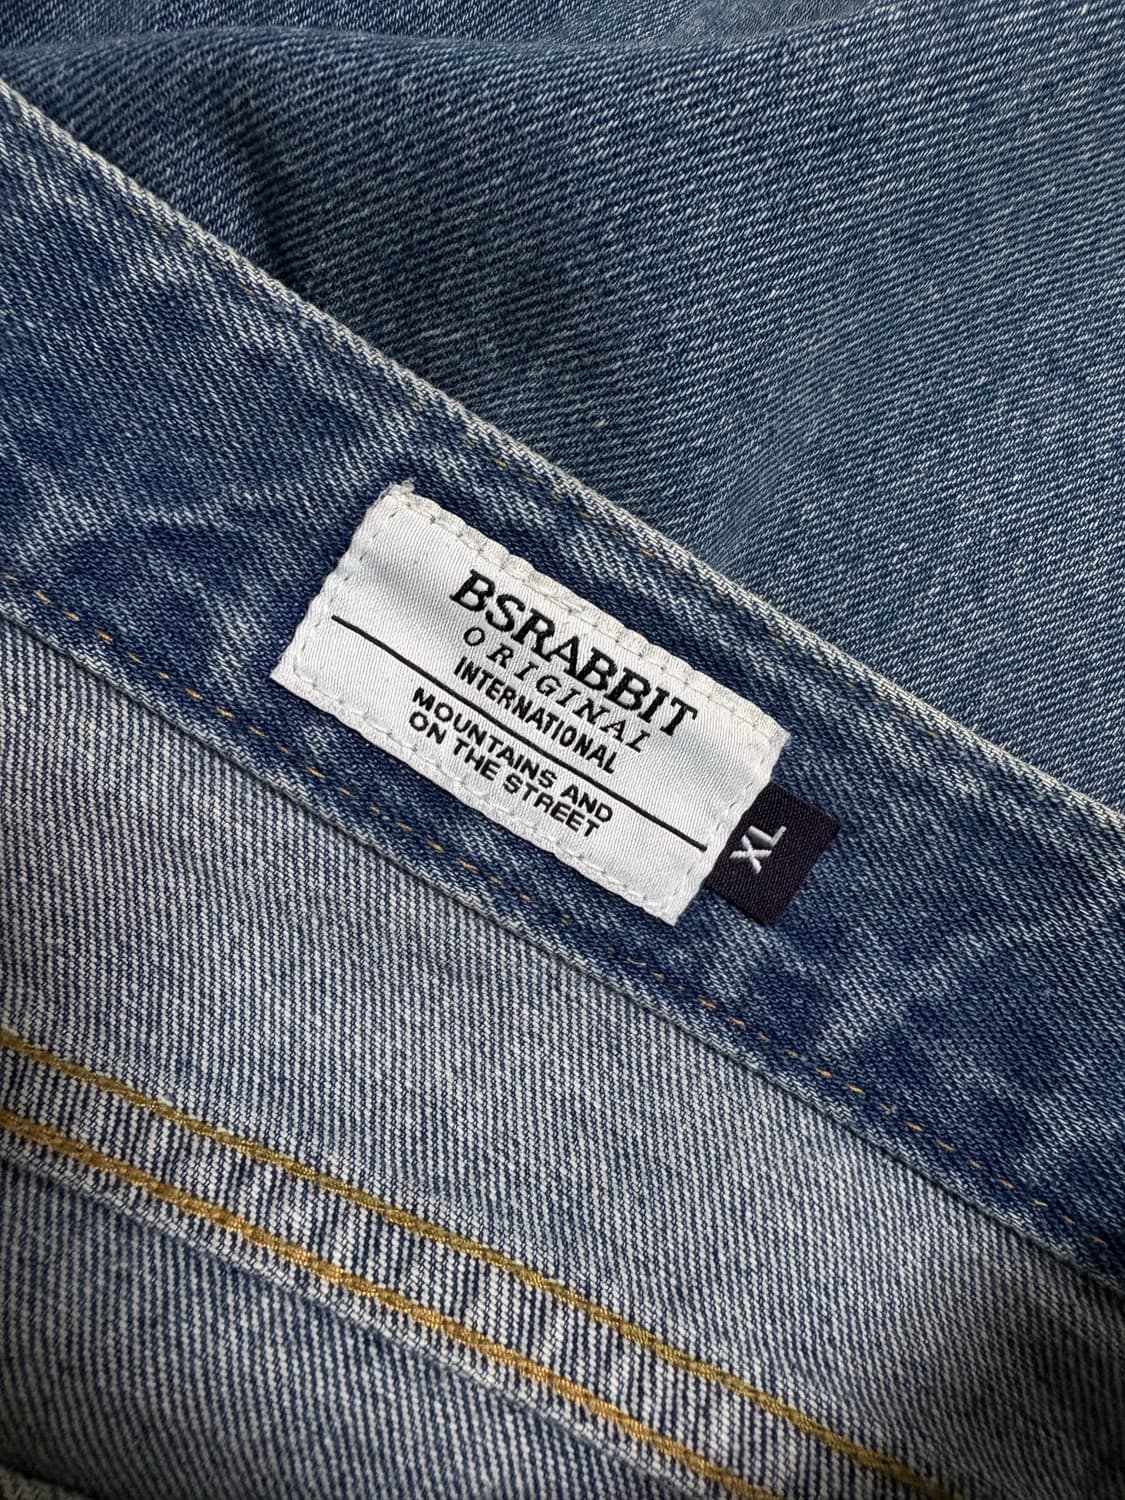 BSRABBIT
ORIGINAL
INTERNATIONAL
MOUNTAINS AND
ON THE STREET
XL